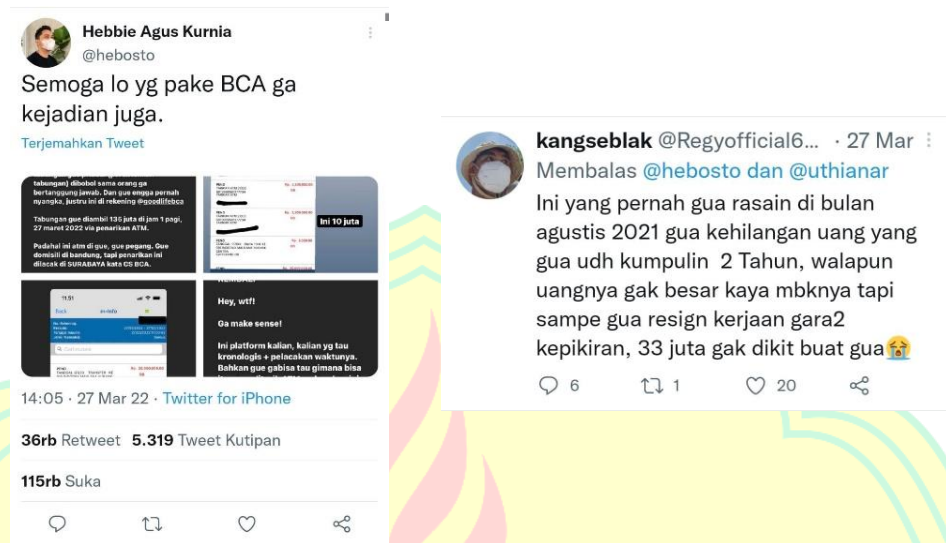 Hebbie Agus Kurnia
@hebosto
Semoga lo yg pake BCA ga
kejadian juga.
Terjemahkan Tweet
tabungan) dibobol sama orang ga
bertanggung jawab. Dan gue engga pernah
nyangka, justru ini di rekening @goodlifebca
Tabungan gue diambil 135 juta di jam 1 pagi,
27 maret 2022 via penarikan ATM.
Padahal ini atm di gue, gue pegang. Gue
domisili di bandung, tapi penarikan ini
dilacak di SURABAYA kata CS BCA.
Ini 10 juta
11.51
Back
m-Info
Hey, wtf!
Ga make sense!
Ini platform kalian, kalian yg tau
kronologis + pelacakan waktunya.
Bahkan gue gabisa tau gimana bisa
14:05 · 27 Mar 22 · Twitter for iPhone
36rb Retweet 5.319 Tweet Kutipan
115rb Suka
kangseblak @Regyofficial6... · 27 Mar
Membalas @hebosto dan @uthianar
Ini yang pernah gua rasain di bulan
agustis 2021 gua kehilangan uang yang
gua udh kumpulin 2 Tahun, walapun
uangnya gak besar kaya mbknya tapi
sampe gua resign kerjaan gara2
kepikiran, 33 juta gak dikit buat gua😭
6 1 20